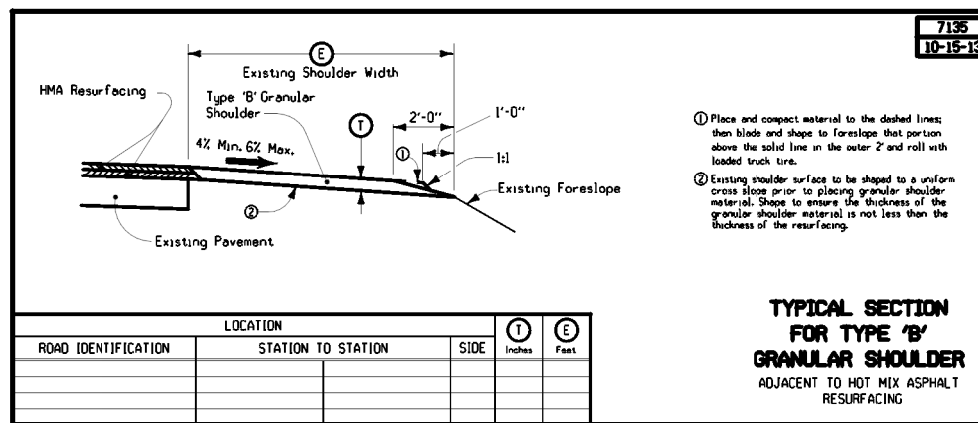 7135
10-15-13
E
Existing Shoulder Width
HMA Resurfacing
Type 'B' Granular
Shoulder
T
2'-0"
1'-0"
4% Min. 6% Max.
1
1:1
Existing Foreslope
2
Existing Pavement
1 Place and compact material to the dashed lines;
then blade and shape to foreslope that portion
above the solid line in the outer 2' and roll with
loaded truck tire.
2 Existing shoulder surface to be shaped to a uniform
cross slope prior to placing granular shoulder
material. Shape to ensure the thickness of the
granular shoulder material is not less than the
thickness of the resurfacing.
LOCATION
T
E
ROAD IDENTIFICATION
STATION TO STATION
SIDE
Inches
Feet
TYPICAL SECTION
FOR TYPE 'B'
GRANULAR SHOULDER
ADJACENT TO HOT MIX ASPHALT
RESURFACING